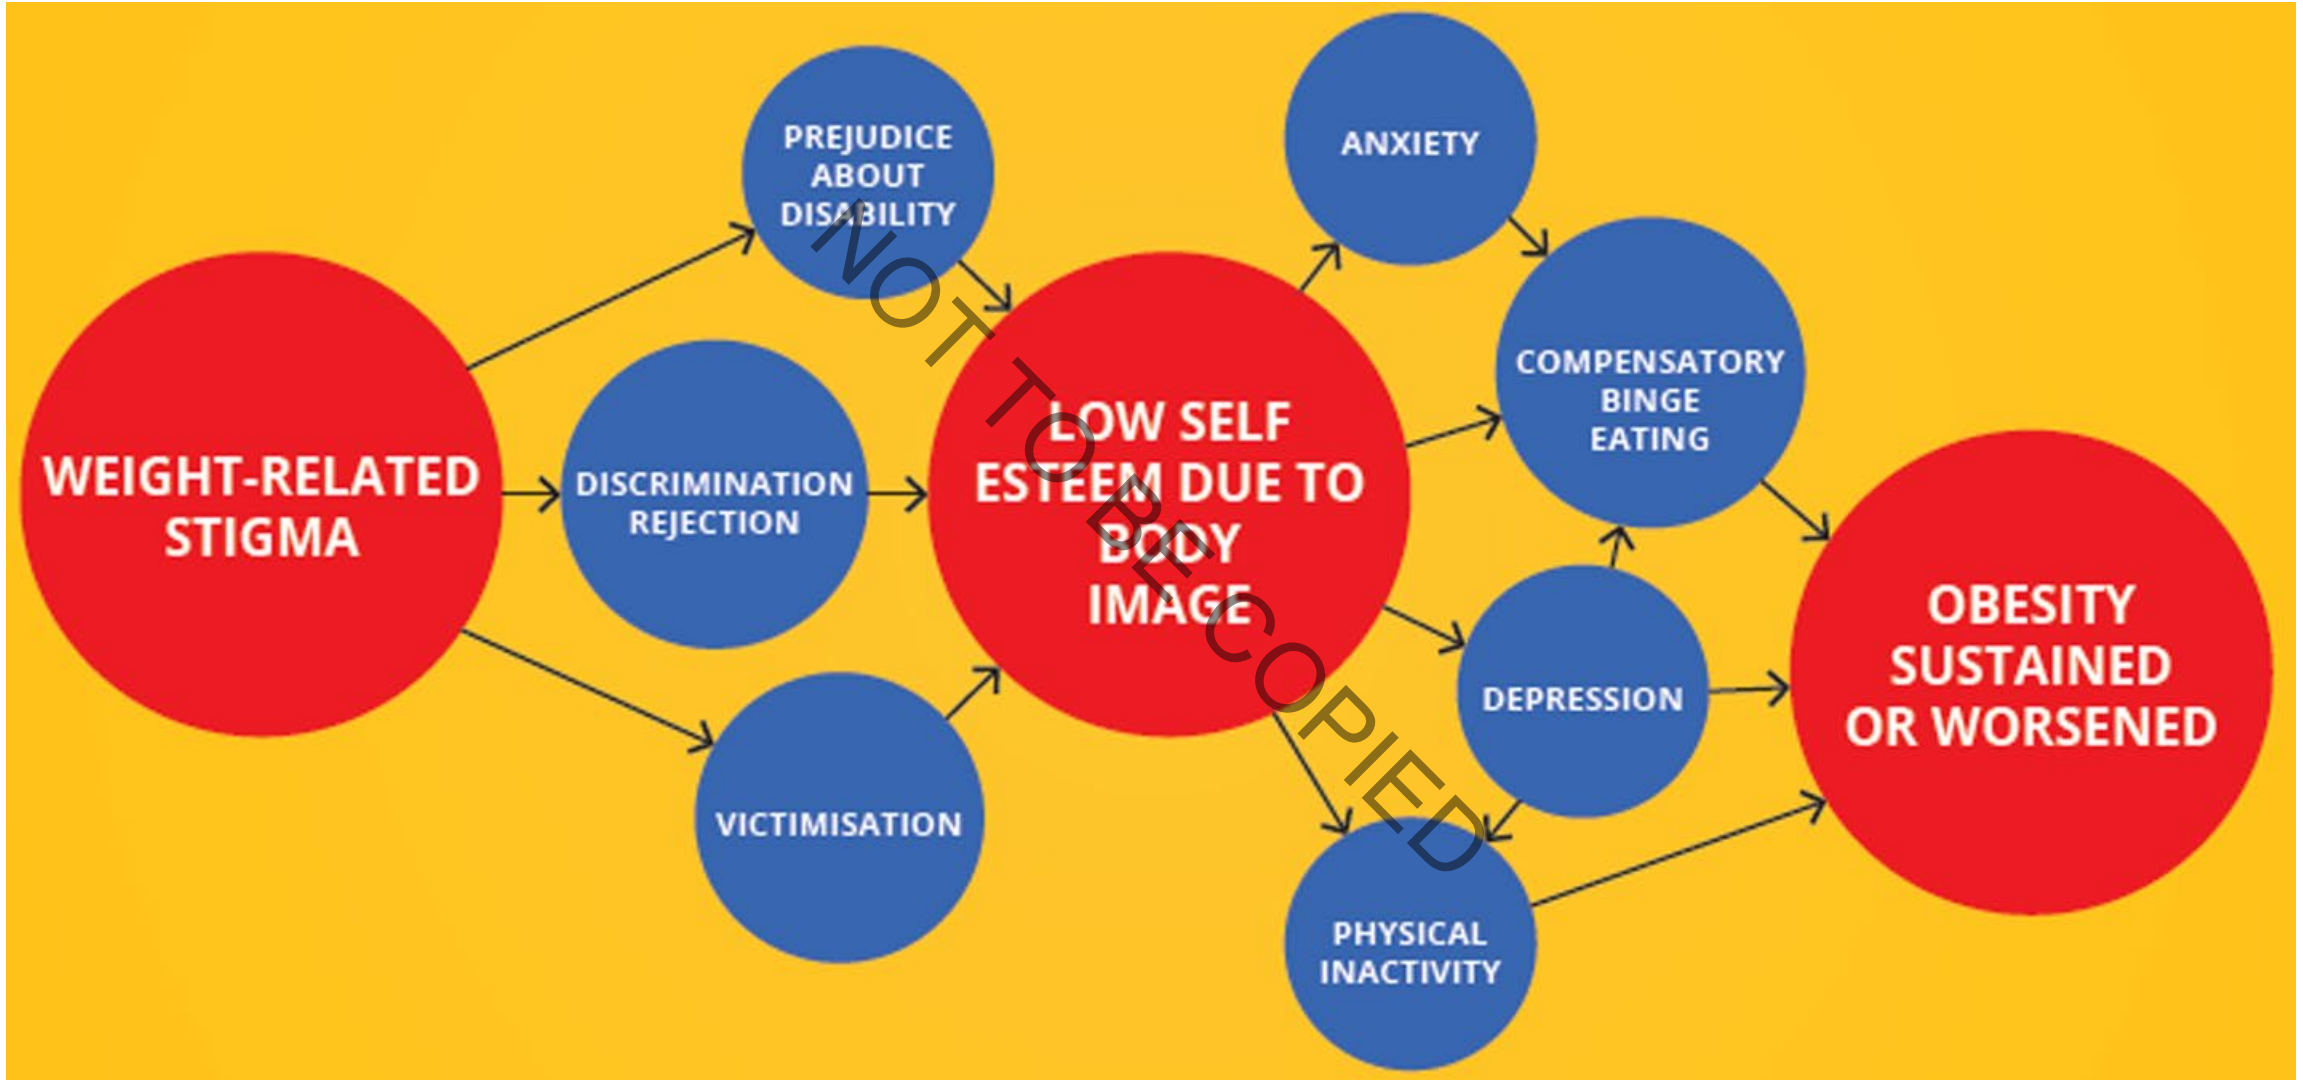 WEIGHT-RELATED
STIGMA
PREJUDICE
ABOUT
DISABILITY
DISCRIMINATION
REJECTION
VICTIMISATION
LOW SELF
ESTEEM DUE TO
BODY
IMAGE
ANXIETY
COMPENSATORY
BINGE
EATING
DEPRESSION
PHYSICAL
INACTIVITY
OBESITY
SUSTAINED
OR WORSENED
NOT TO BE COPIED